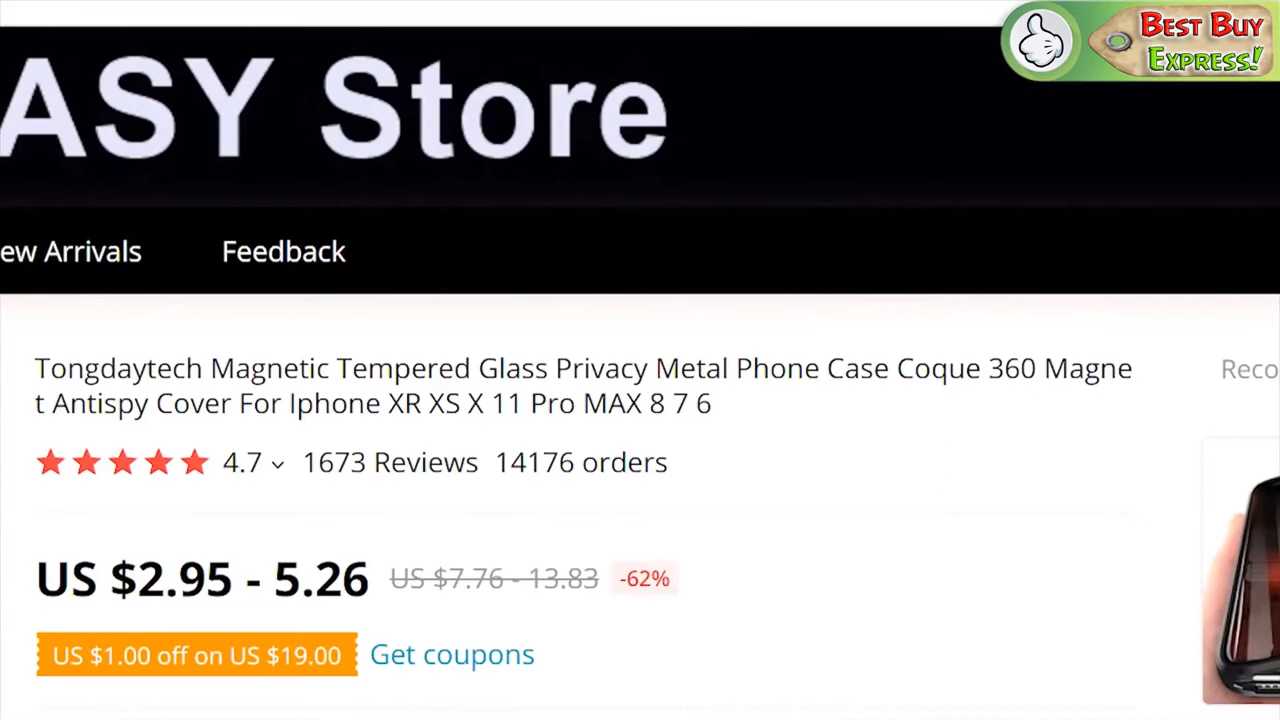 BEST BUY
EXPRESS!
ASY Store
ew Arrivals Feedback
Tongdaytech Magnetic Tempered Glass Privacy Metal Phone Case Coque 360 Magne
t Antispy Cover For Iphone XR XS X 11 Pro MAX 8 7 6
Reco
4.7 1673 Reviews 14176 orders
US $2.95 - 5.26 US $7.76 - 13.83 -62%
US $1.00 off on US $19.00 Get coupons